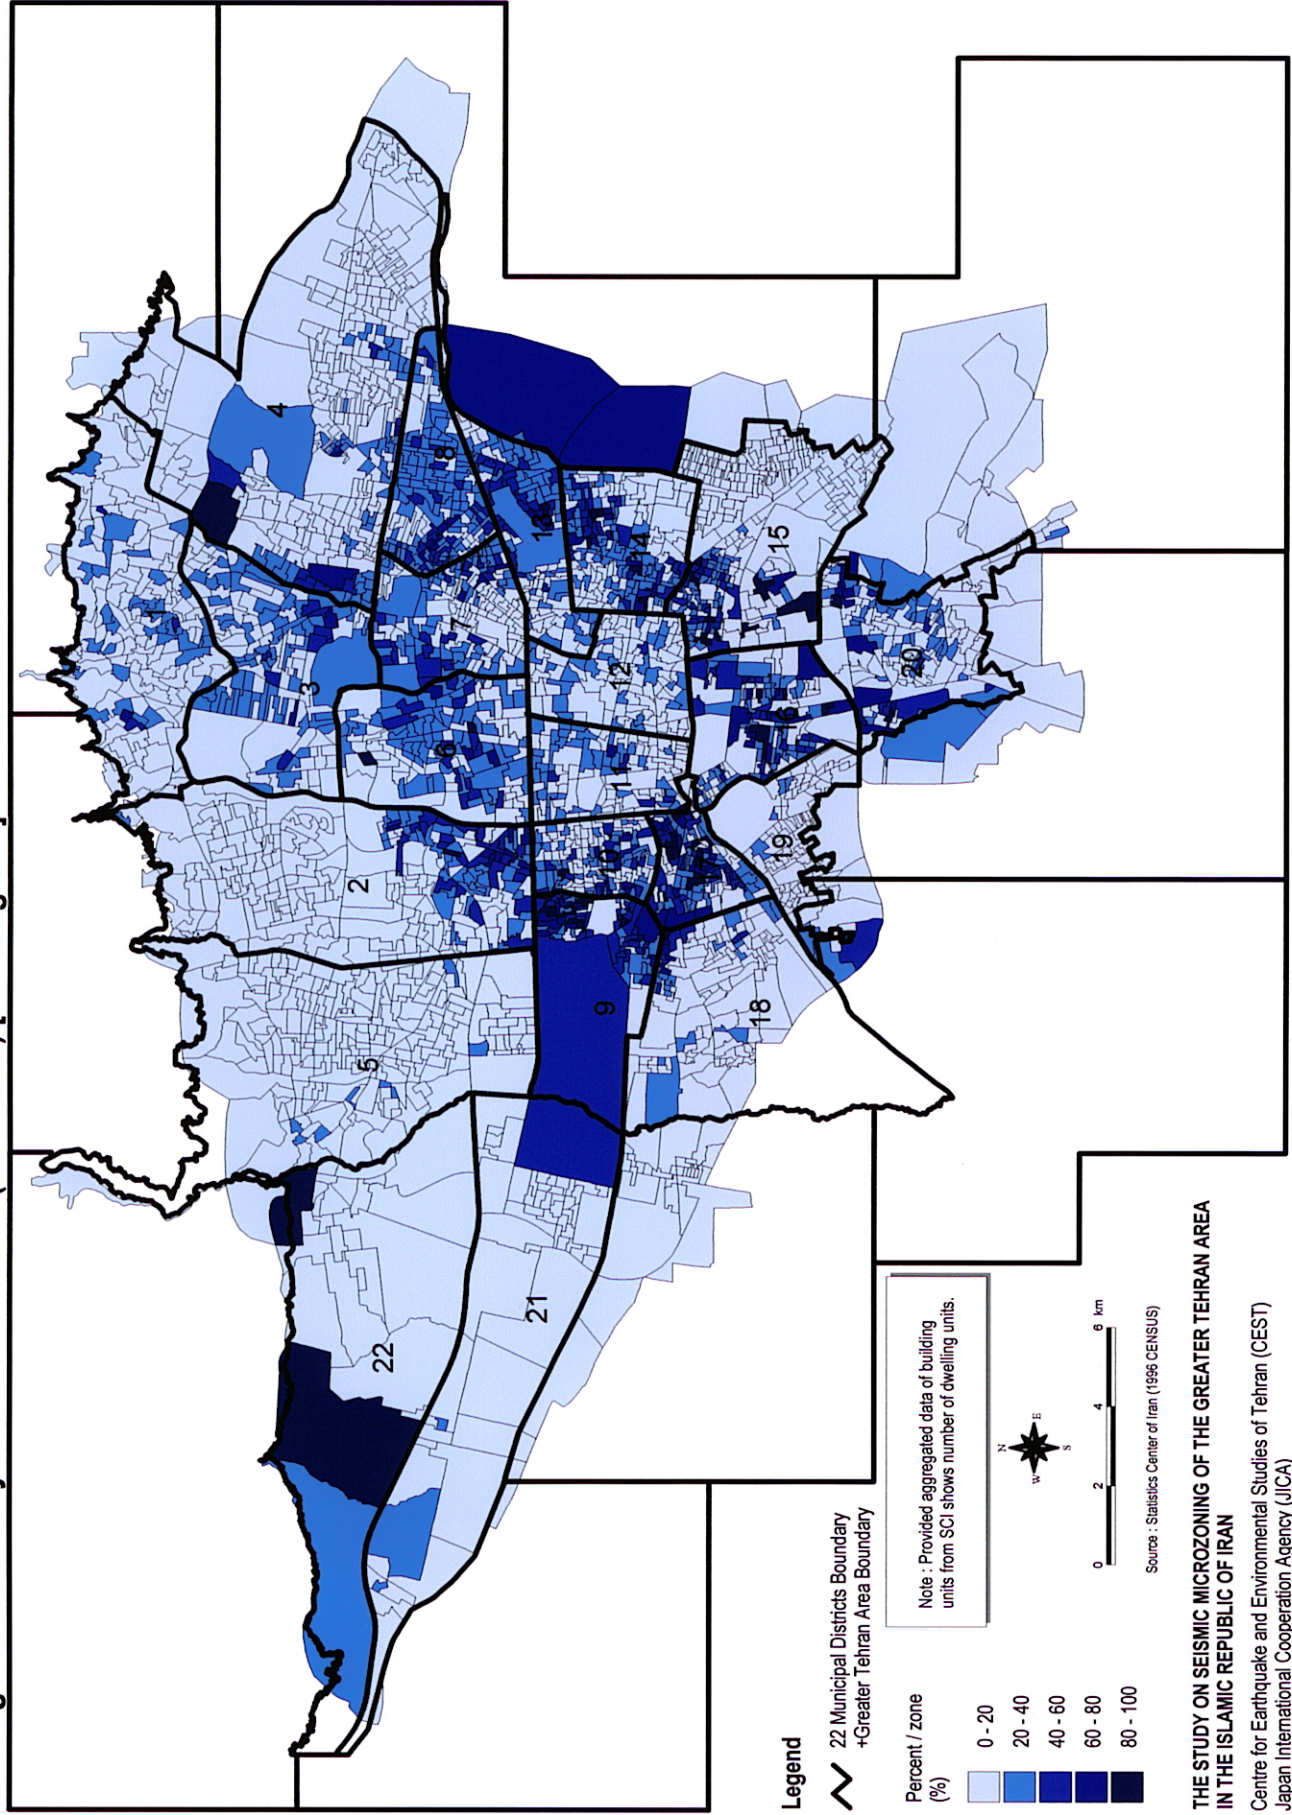 1
2
3
4
5
6
7
8
9
10
11
12
13
14
15
16
18
19
20
21
22
Legend
22 Municipal Districts Boundary
+Greater Tehran Area Boundary
Percent / zone
(%)
0 - 20
20 - 40
40 - 60
60 - 80
80 - 100
Note : Provided aggregated data of building
units from SCI shows number of dwelling units.
N
W
E
S
0 2 4 6 km
Source : Statistics Center of Iran (1996 CENSUS)
THE STUDY ON SEISMIC MICROZONING OF THE GREATER TEHRAN AREA
IN THE ISLAMIC REPUBLIC OF IRAN
Centre for Earthquake and Environmental Studies of Tehran (CEST)
Japan International Cooperation Agency (JICA)